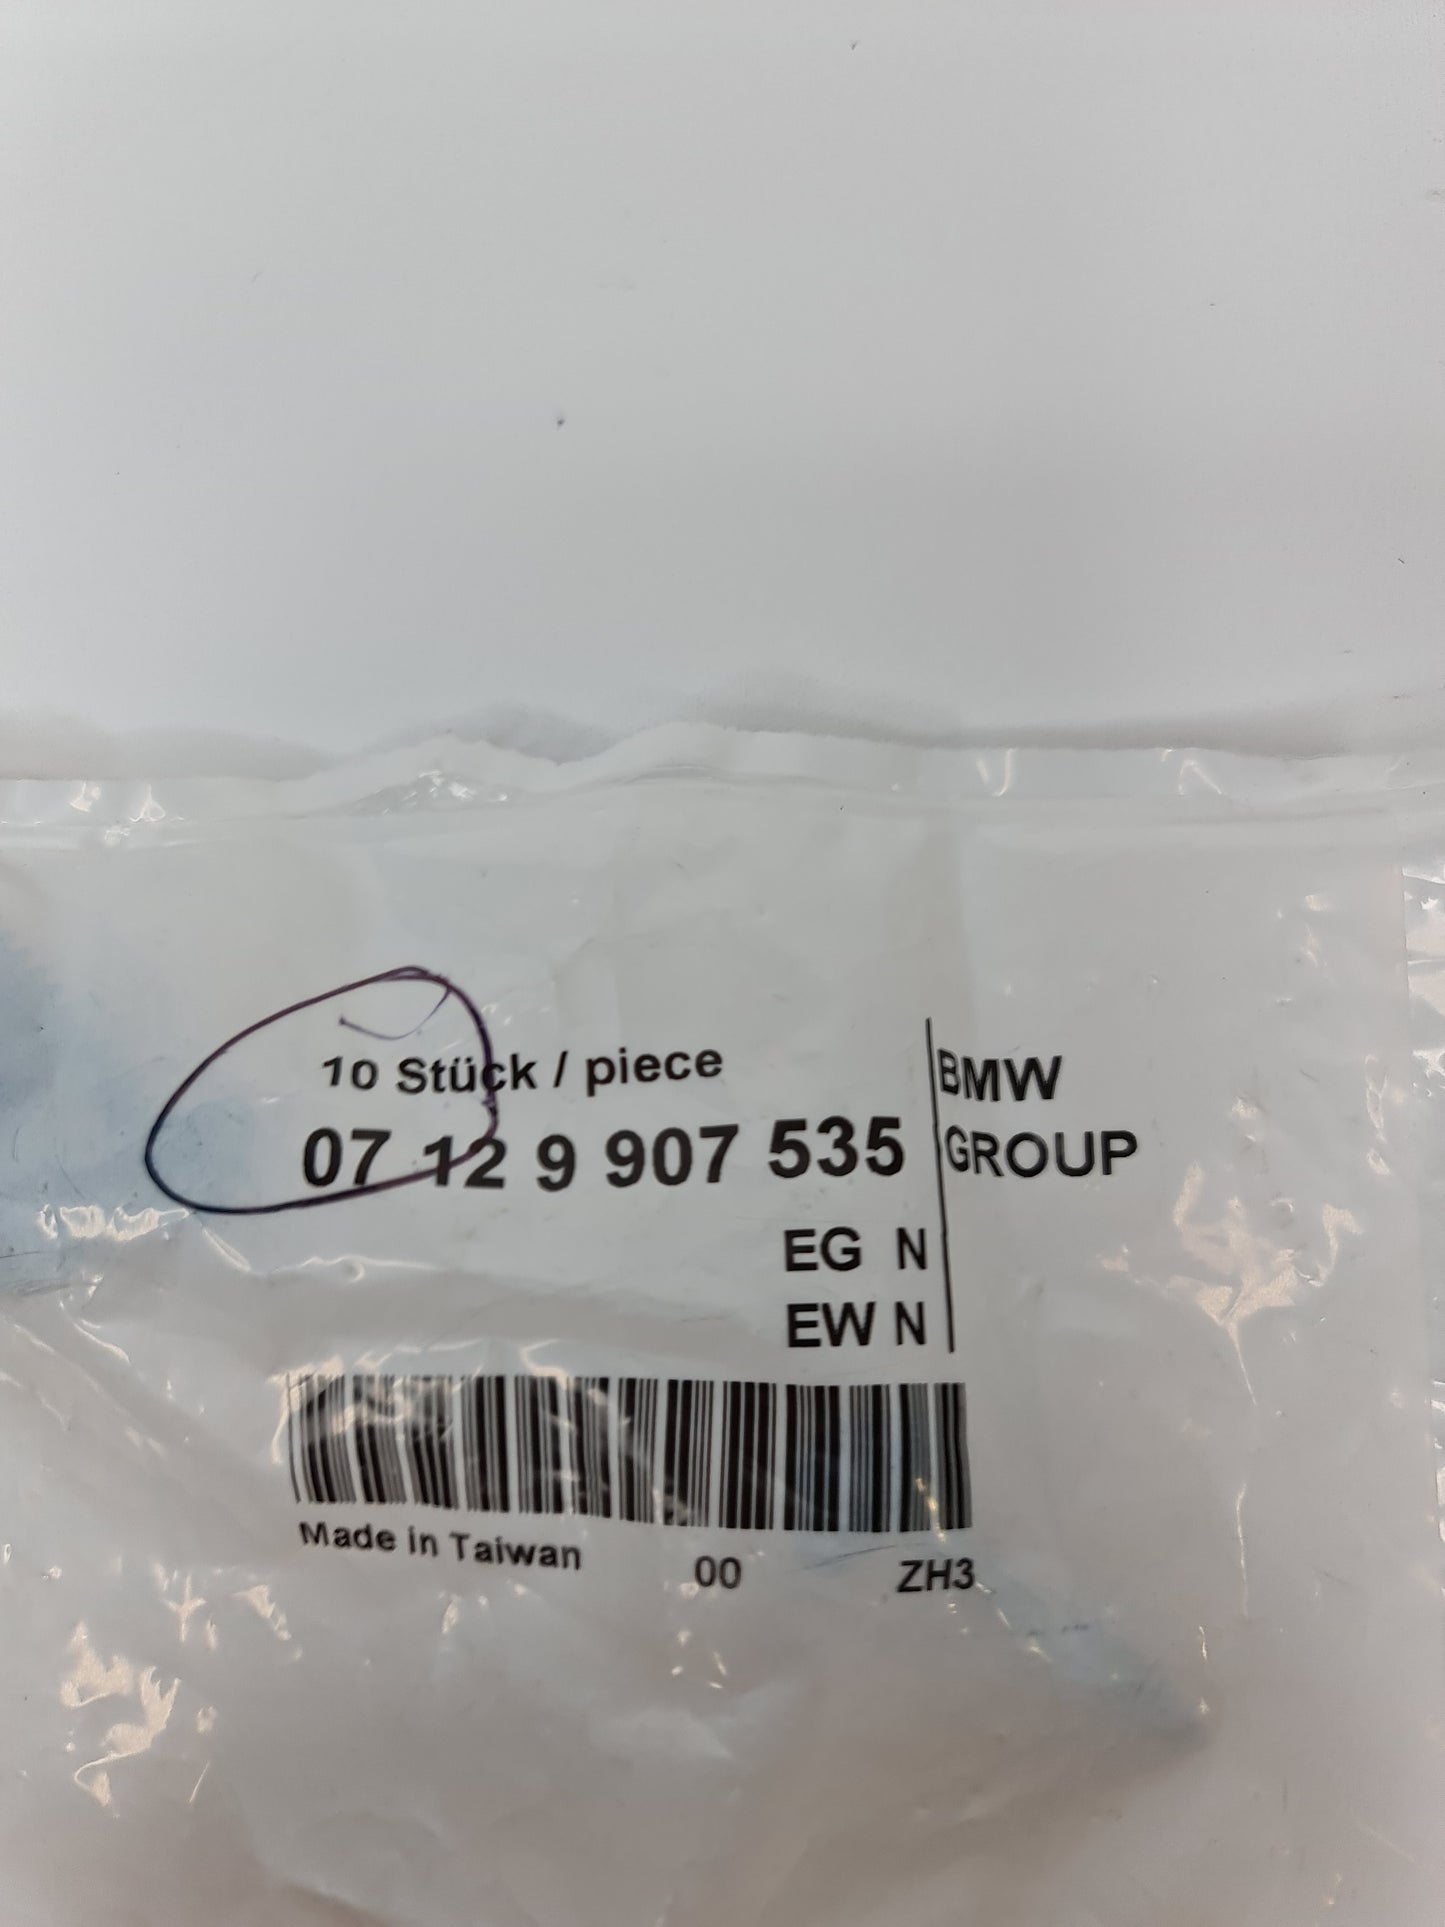 10 Stück / piece
07 12 9 907 535
BMW
GROUP
EG N
EW N
Made in Taiwan 00 ZH3